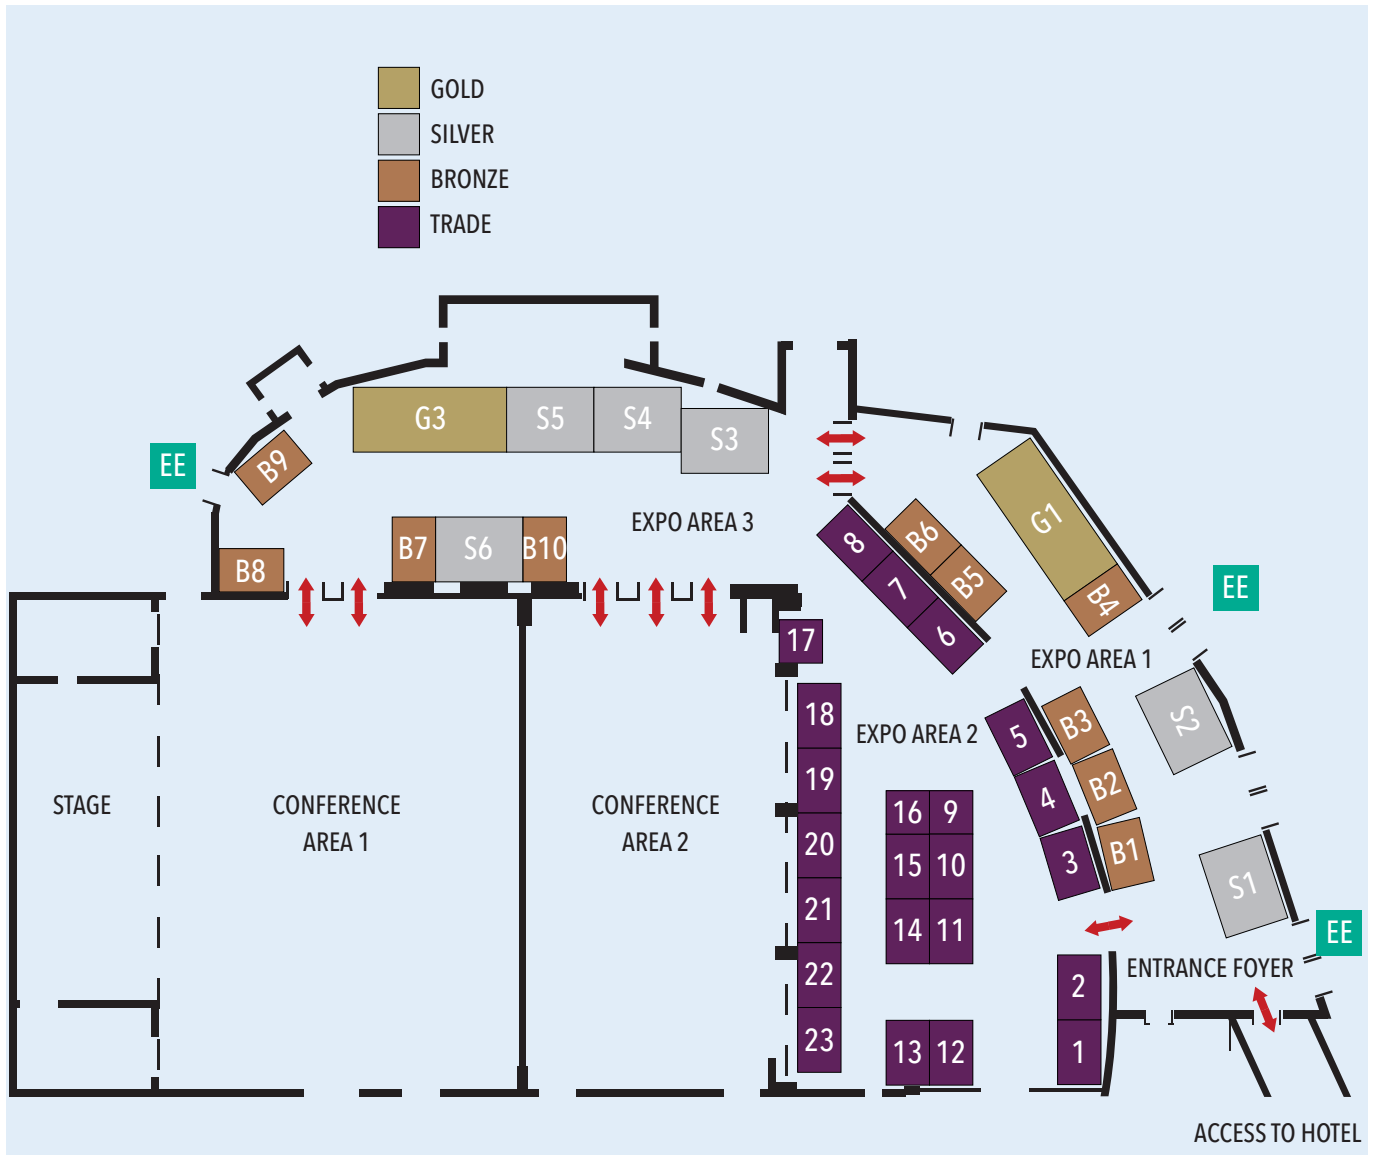 GOLD
SILVER
BRONZE
TRADE
G3
S5
S4
S3
EE
B9
B8
B7
S6
B10
EXPO AREA 3
8
7
6
B6
B5
G1
B4
EE
EXPO AREA 1
17
18
19
20
21
22
23
EXPO AREA 2
5
4
3
B3
B2
B1
S2
S1
EE
STAGE
CONFERENCE
AREA 1
CONFERENCE
AREA 2
16
9
15
10
14
11
13
12
2
1
ENTRANCE FOYER
ACCESS TO HOTEL